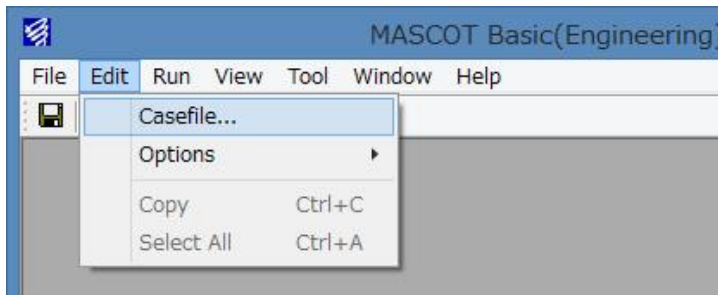 MASCOT Basic(Engineering)
File Edit Run View Tool Window Help
Casefile...
Options
Copy Ctrl+C
Select All Ctrl+A